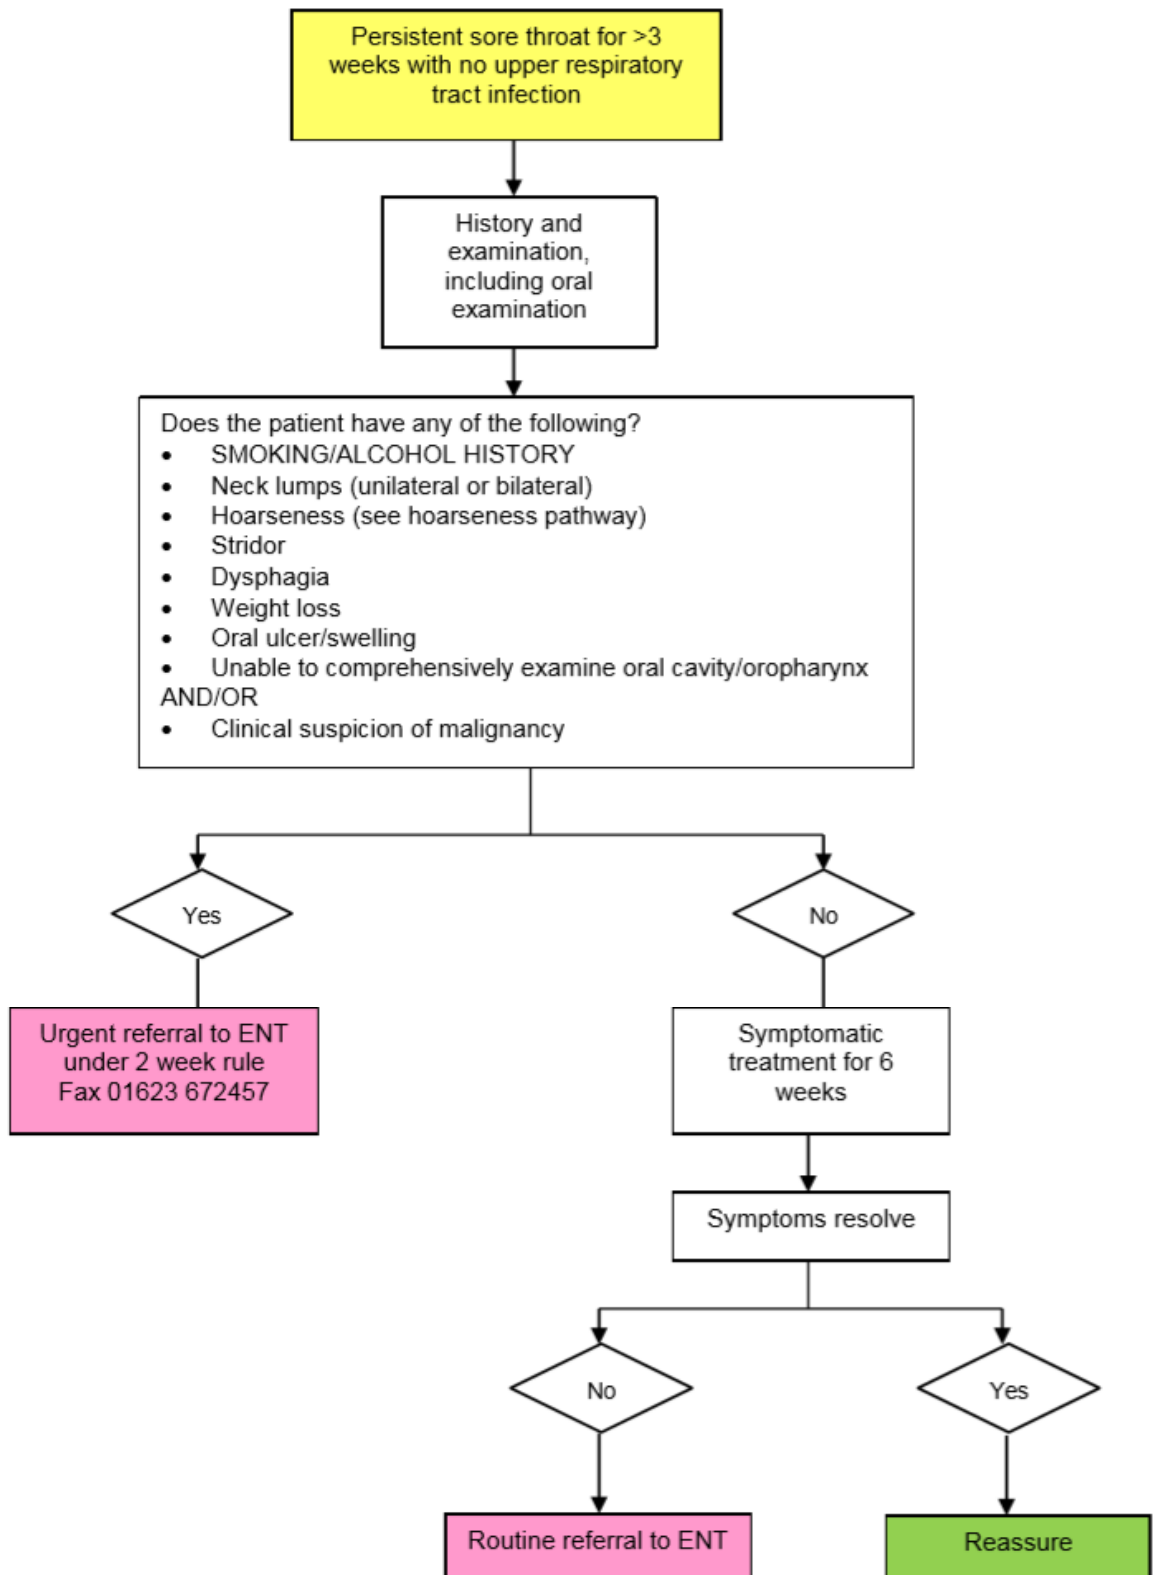 Persistent sore throat for >3
weeks with no upper respiratory
tract infection
History and
examination,
including oral
examination
Does the patient have any of the following?
• SMOKING/ALCOHOL HISTORY
• Neck lumps (unilateral or bilateral)
• Hoarseness (see hoarseness pathway)
• Stridor
• Dysphagia
• Weight loss
• Oral ulcer/swelling
• Unable to comprehensively examine oral cavity/oropharynx
AND/OR
• Clinical suspicion of malignancy
Yes
No
Urgent referral to ENT
under 2 week rule
Fax 01623 672457
Symptomatic
treatment for 6
weeks
Symptoms resolve
No
Yes
Routine referral to ENT
Reassure